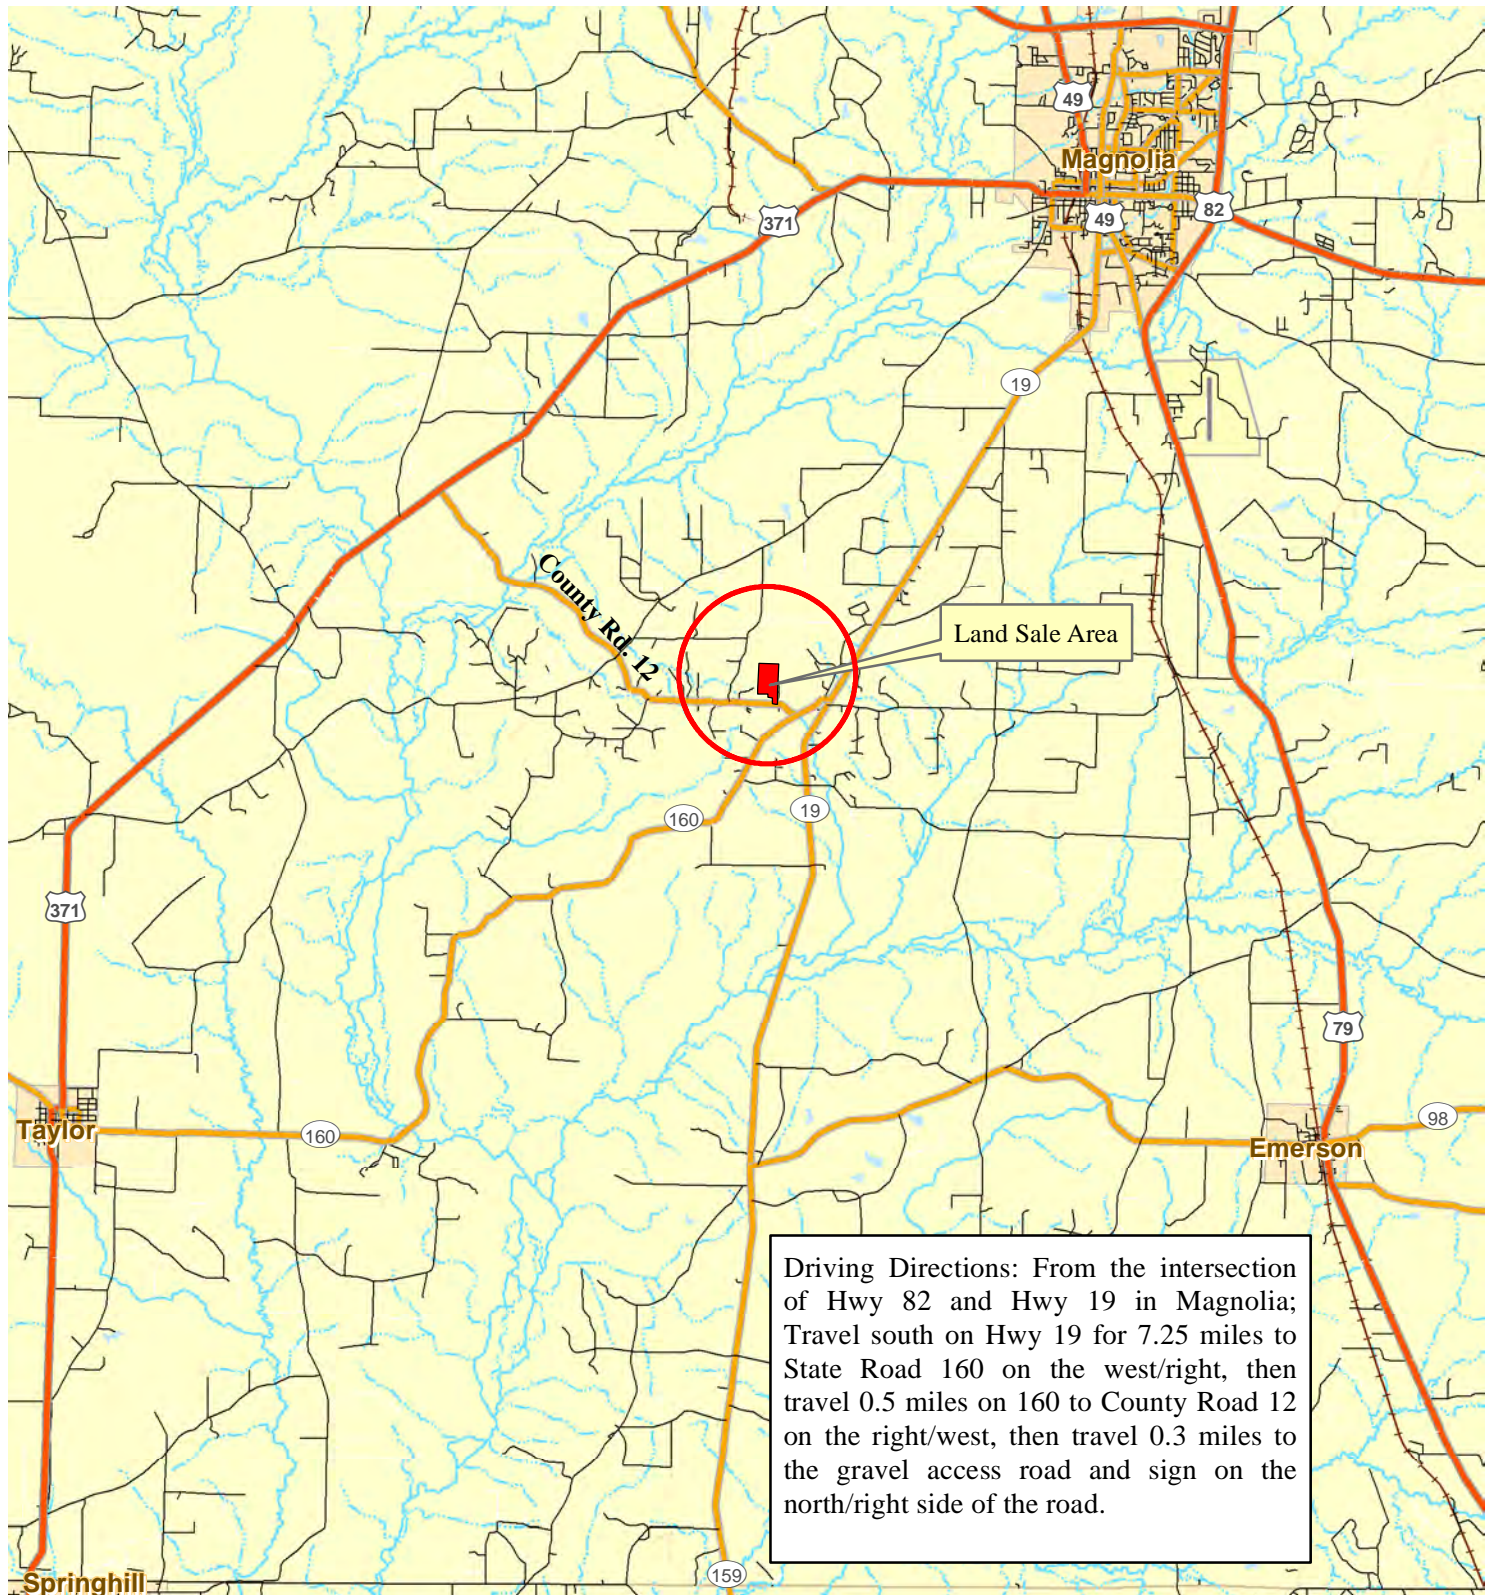 49
Magnolia
371
49
82
19
County Rd. 12
Land Sale Area
160
19
371
79
98
Taylor
160
Emerson
Driving Directions: From the intersection
of Hwy 82 and Hwy 19 in Magnolia;
Travel south on Hwy 19 for 7.25 miles to
State Road 160 on the west/right, then
travel 0.5 miles on 160 to County Road 12
on the right/west, then travel 0.3 miles to
the gravel access road and sign on the
north/right side of the road.
159
Springhill